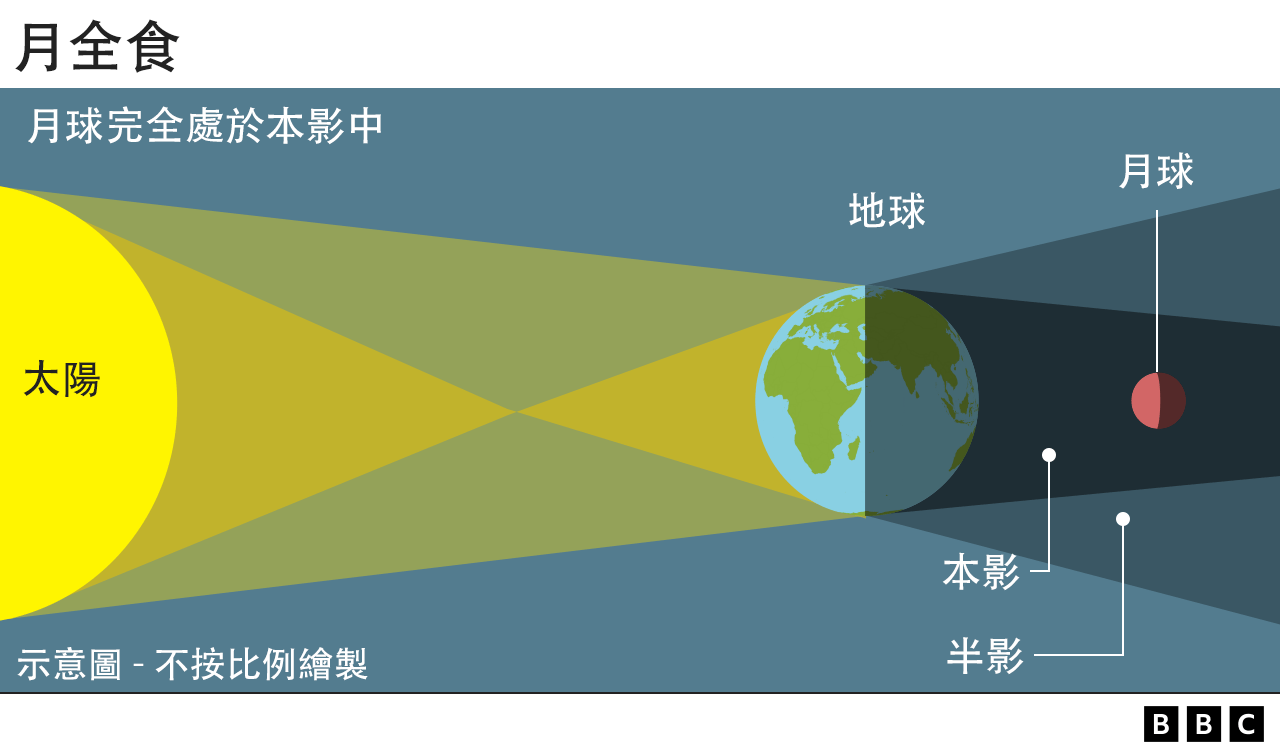 月全食
月球完全處於本影中
月球
地球
太陽
本影
半影
示意圖 - 不按比例繪製
BBC